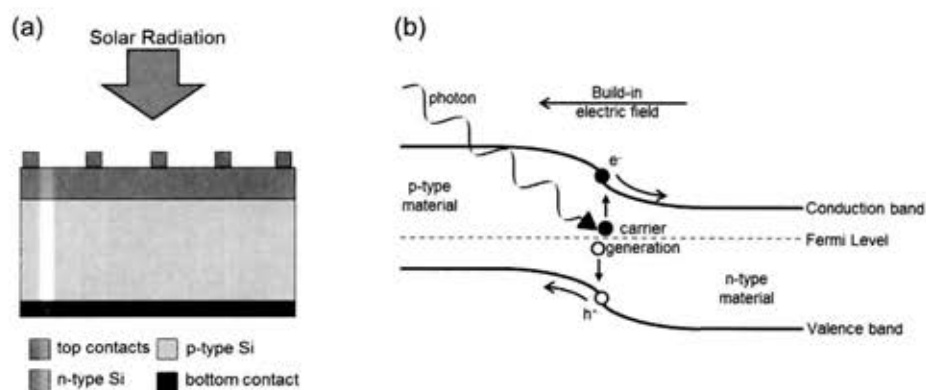 (a)
Solar Radiation
top contacts
p-type Si
n-type Si
bottom contact
(b)
photon
Build-in
electric field
e⁻
p-type
material
Conduction band
carrier
Fermi Level
generation
n-type
material
h⁺
Valence band